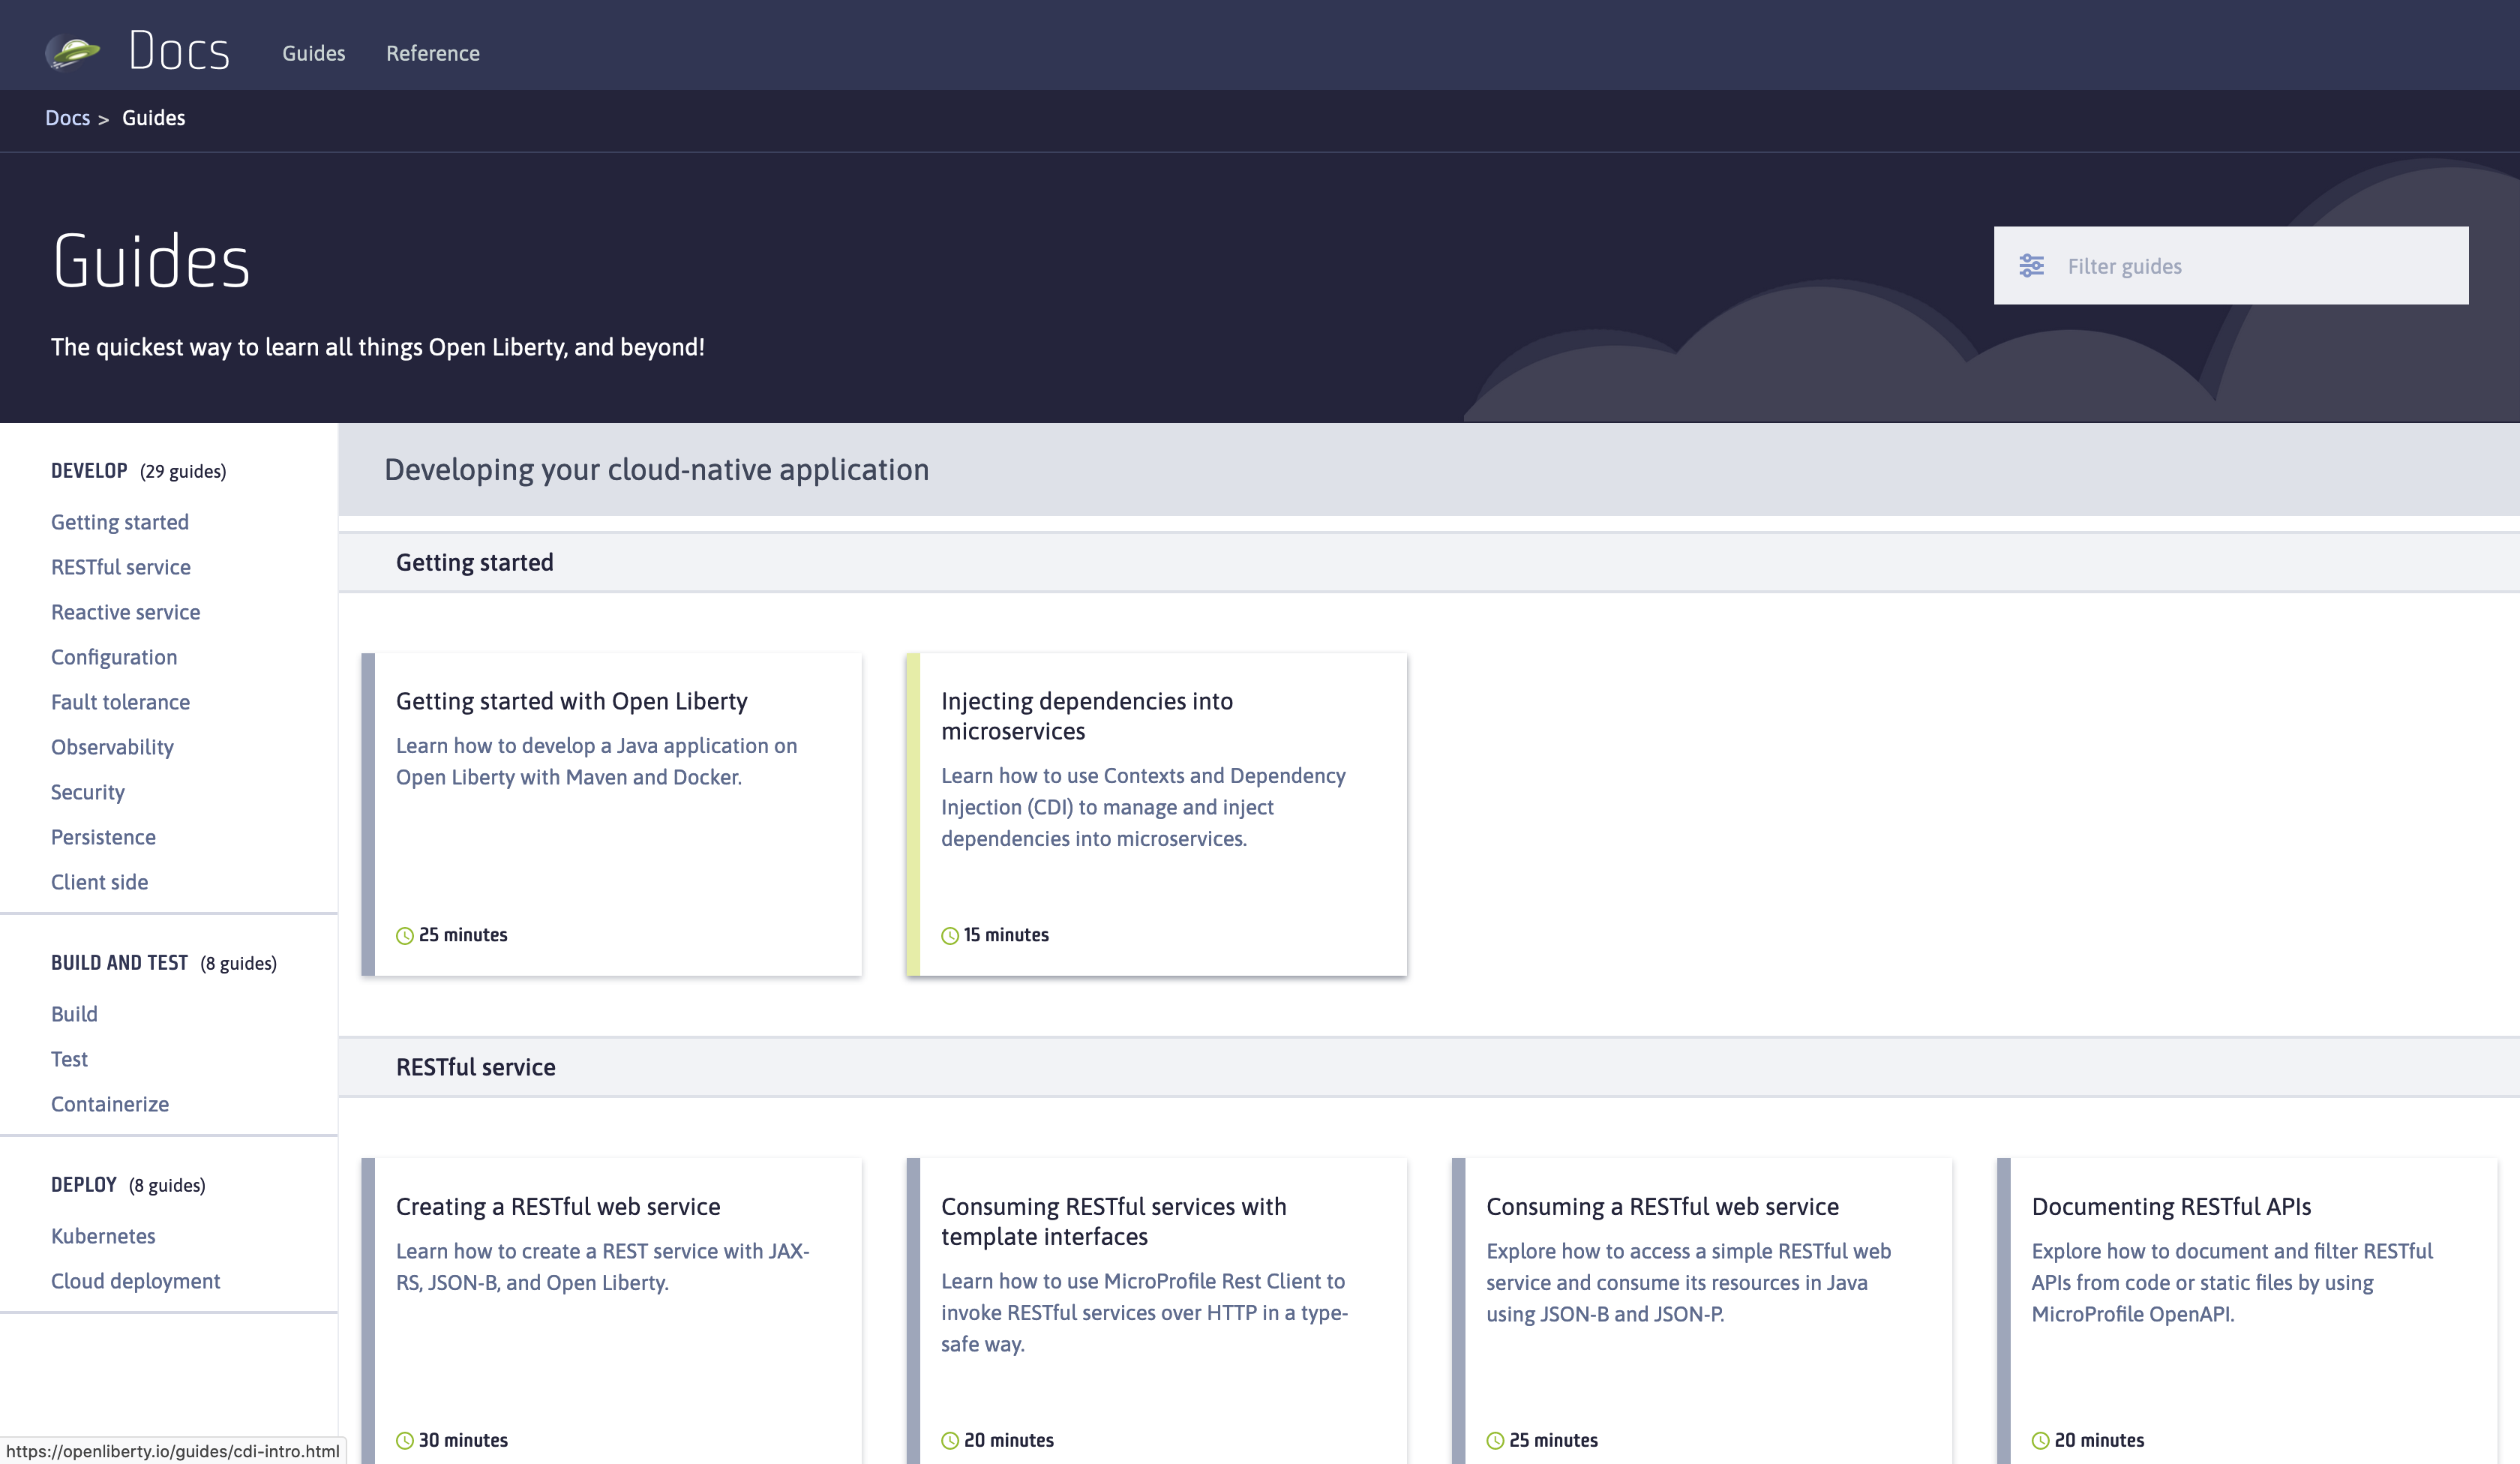 Docs
Guides
Reference
Docs > Guides
Guides
Filter guides
The quickest way to learn all things Open Liberty, and beyond!
DEVELOP (29 guides)
Getting started
RESTful service
Reactive service
Configuration
Fault tolerance
Observability
Security
Persistence
Client side
BUILD AND TEST (8 guides)
Build
Test
Containerize
DEPLOY (8 guides)
Kubernetes
Cloud deployment
Developing your cloud-native application
Getting started
Getting started with Open Liberty
Learn how to develop a Java application on
Open Liberty with Maven and Docker.
25 minutes
Injecting dependencies into
microservices
Learn how to use Contexts and Dependency
Injection (CDI) to manage and inject
dependencies into microservices.
15 minutes
RESTful service
Creating a RESTful web service
Learn how to create a REST service with JAX-
RS, JSON-B, and Open Liberty.
30 minutes
Consuming RESTful services with
template interfaces
Learn how to use MicroProfile Rest Client to
invoke RESTful services over HTTP in a type-
safe way.
20 minutes
Consuming a RESTful web service
Explore how to access a simple RESTful web
service and consume its resources in Java
using JSON-B and JSON-P.
25 minutes
Documenting RESTful APIs
Explore how to document and filter RESTful
APIs from code or static files by using
MicroProfile OpenAPI.
20 minutes
https://openliberty.io/guides/cdi-intro.html